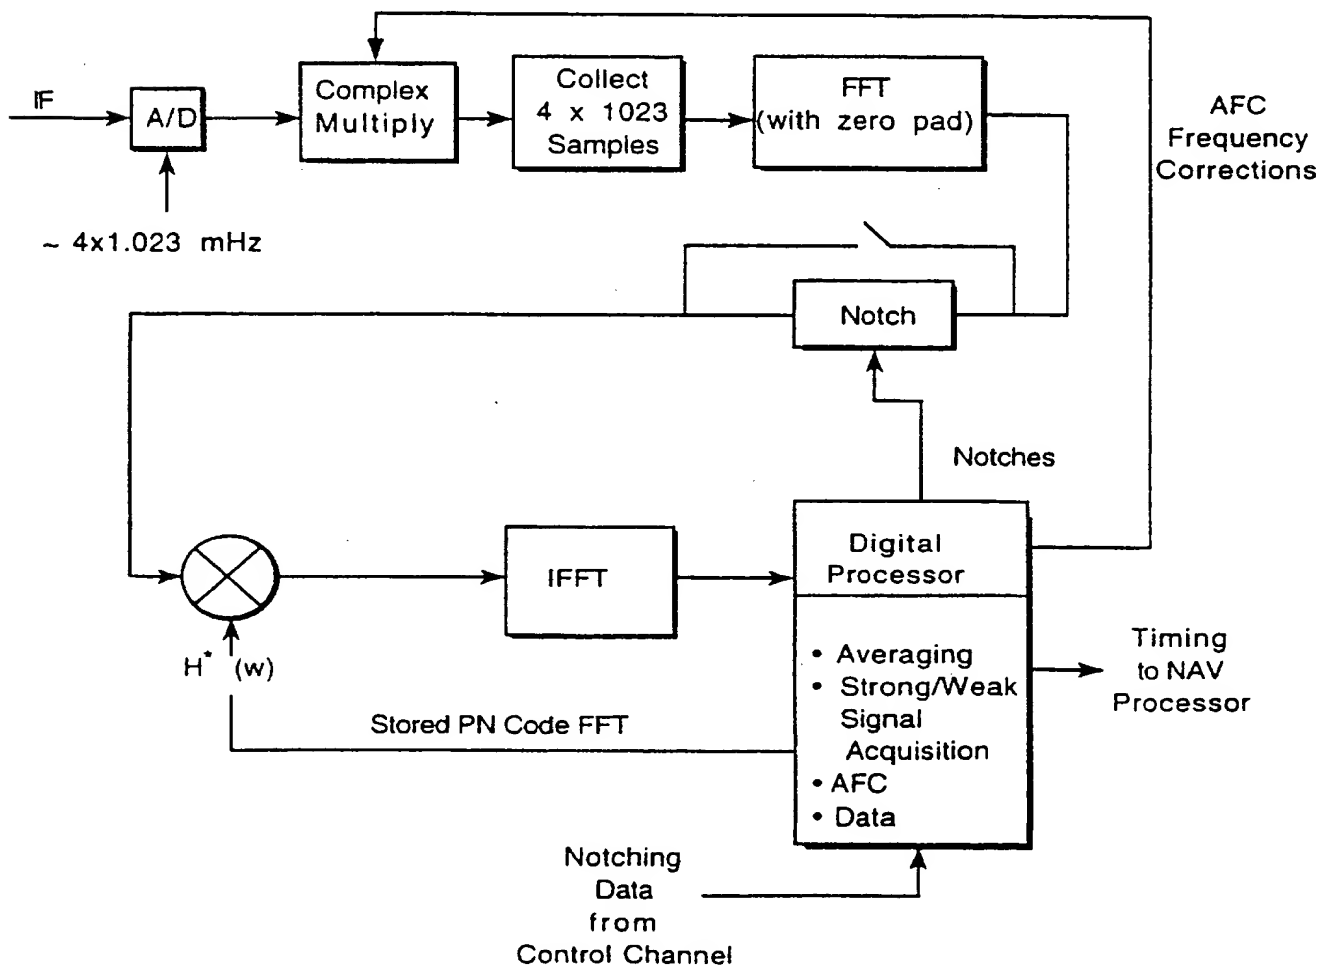 IF
A/D
~ 4x1.023 mHz
Complex
Multiply
Collect
4 x 1023
Samples
FFT
(with zero pad)
AFC
Frequency
Corrections
Notch
Notches
H* (w)
IFFT
Stored PN Code FFT
Digital
Processor
• Averaging
• Strong/Weak
Signal
Acquisition
• AFC
• Data
Timing
to NAV
Processor
Notching
Data
from
Control Channel